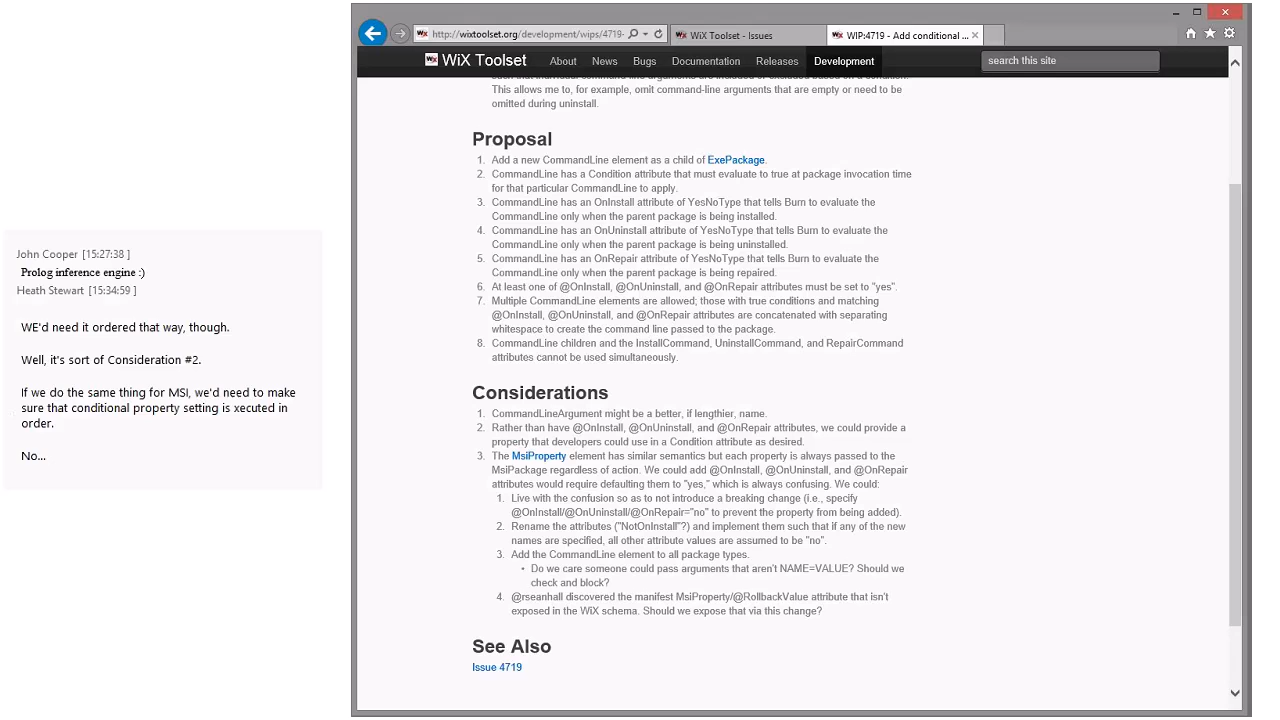 John Cooper [15:27:38 ]
Prolog inference engine :)
Heath Stewart [15:34:59 ]
WE'd need it ordered that way, though.
Well, it's sort of Consideration #2.
If we do the same thing for MSI, we'd need to make
sure that conditional property setting is xecuted in
order.
No...
http://wixtoolset.org/development/wips/4719-
WiX Toolset - Issues
WIP:4719 - Add conditional ...
WiX Toolset
About
News
Bugs
Documentation
Releases
Development
search this site
This allows me to, for example, omit command-line arguments that are empty or need to be
omitted during uninstall.
Proposal
1. Add a new CommandLine element as a child of ExePackage.
2. CommandLine has a Condition attribute that must evaluate to true at package invocation time
for that particular CommandLine to apply.
3. CommandLine has an OnInstall attribute of YesNoType that tells Burn to evaluate the
CommandLine only when the parent package is being installed.
4. CommandLine has an OnUninstall attribute of YesNoType that tells Burn to evaluate the
CommandLine only when the parent package is being uninstalled.
5. CommandLine has an OnRepair attribute of YesNoType that tells Burn to evaluate the
CommandLine only when the parent package is being repaired.
6. At least one of @OnInstall, @OnUninstall, and @OnRepair attributes must be set to "yes".
7. Multiple CommandLine elements are allowed; those with true conditions and matching
@OnInstall, @OnUninstall, and @OnRepair attributes are concatenated with separating
whitespace to create the command line passed to the package.
8. CommandLine children and the InstallCommand, UninstallCommand, and RepairCommand
attributes cannot be used simultaneously.
Considerations
1. CommandLineArgument might be a better, if lengthier, name.
2. Rather than have @OnInstall, @OnUninstall, and @OnRepair attributes, we could provide a
property that developers could use in a Condition attribute as desired.
3. The MsiProperty element has similar semantics but each property is always passed to the
MsiPackage regardless of action. We could add @OnInstall, @OnUninstall, and @OnRepair
attributes would require defaulting them to "yes," which is always confusing. We could:
1. Live with the confusion so as to not introduce a breaking change (i.e., specify
@OnInstall/@OnUninstall/@OnRepair="no" to prevent the property from being added).
2. Rename the attributes ("NotOnInstall"?) and implement them such that if any of the new
names are specified, all other attribute values are assumed to be "no".
3. Add the CommandLine element to all package types.
• Do we care someone could pass arguments that aren't NAME=VALUE? Should we
check and block?
4. @rseanhall discovered the manifest MsiProperty/@RollbackValue attribute that isn't
exposed in the WiX schema. Should we expose that via this change?
See Also
Issue 4719